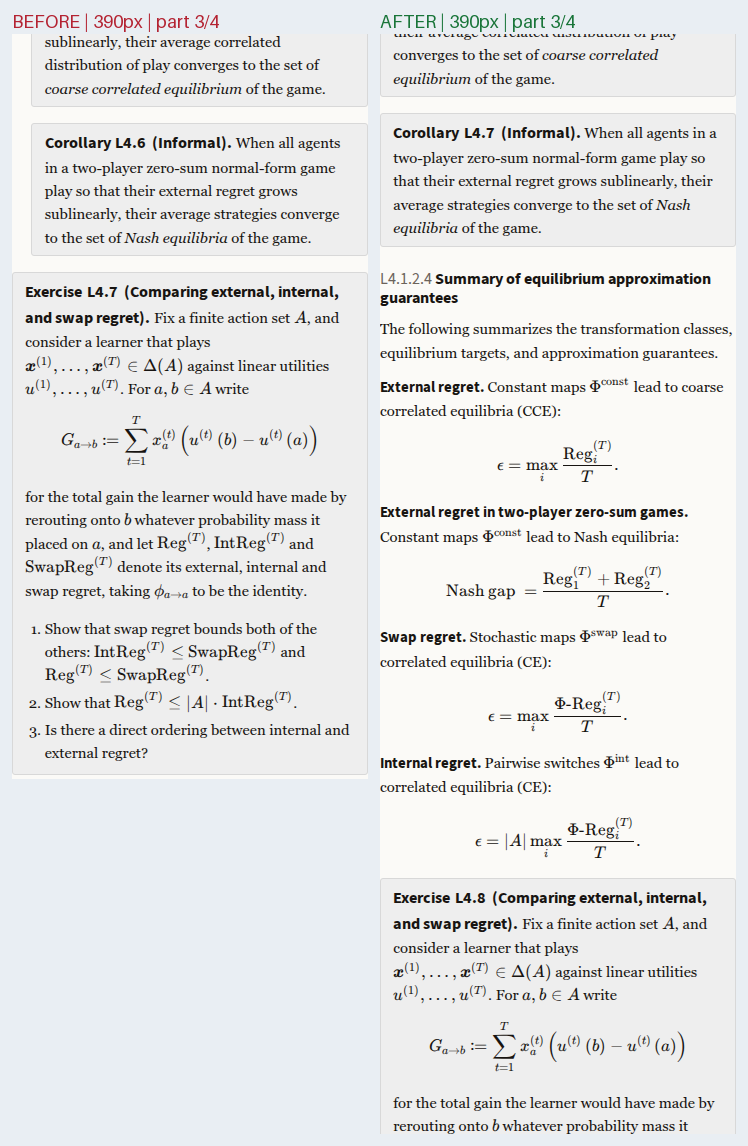 BEFORE | 390px | part 3/4
sublinearly, their average correlated
distribution of play converges to the set of
coarse correlated equilibrium of the game.
Corollary L4.6 (Informal). When all agents
in a two-player zero-sum normal-form game
play so that their external regret grows
sublinearly, their average strategies converge
to the set of Nash equilibria of the game.
Exercise L4.7 (Comparing external, internal,
and swap regret). Fix a finite action set A, and
consider a learner that plays
x^(1), . . . , x^(T) ∈ Δ(A) against linear utilities
u^(1), . . . , u^(T). For a, b ∈ A write
G_{a→b} := ∑_{t=1}^{T} x_a^(t) (u^(t) (b) − u^(t) (a))
for the total gain the learner would have made by
rerouting onto b whatever probability mass it
placed on a, and let Reg^(T), IntReg^(T) and
SwapReg^(T) denote its external, internal and
swap regret, taking ϕ_{a→a} to be the identity.
1. Show that swap regret bounds both of the
others: IntReg^(T) ≤ SwapReg^(T) and
Reg^(T) ≤ SwapReg^(T).
2. Show that Reg^(T) ≤ |A| · IntReg^(T).
3. Is there a direct ordering between internal and
external regret?
AFTER | 390px | part 3/4
their average correlated distribution of play
converges to the set of coarse correlated
equilibrium of the game.
Corollary L4.7 (Informal). When all agents in a
two-player zero-sum normal-form game play so
that their external regret grows sublinearly, their
average strategies converge to the set of Nash
equilibria of the game.
L4.1.2.4 Summary of equilibrium approximation
guarantees
The following summarizes the transformation classes,
equilibrium targets, and approximation guarantees.
External regret. Constant maps Φ^const lead to coarse
correlated equilibria (CCE):
ϵ = max_i Reg_i^(T) / T.
External regret in two-player zero-sum games.
Constant maps Φ^const lead to Nash equilibria:
Nash gap = (Reg_1^(T) + Reg_2^(T)) / T.
Swap regret. Stochastic maps Φ^swap lead to
correlated equilibria (CE):
ϵ = max_i Φ-Reg_i^(T) / T.
Internal regret. Pairwise switches Φ^int lead to
correlated equilibria (CE):
ϵ = |A| max_i Φ-Reg_i^(T) / T.
Exercise L4.8 (Comparing external, internal,
and swap regret). Fix a finite action set A, and
consider a learner that plays
x^(1), . . . , x^(T) ∈ Δ(A) against linear utilities
u^(1), . . . , u^(T). For a, b ∈ A write
G_{a→b} := ∑_{t=1}^{T} x_a^(t) (u^(t) (b) − u^(t) (a))
for the total gain the learner would have made by
rerouting onto b whatever probability mass it